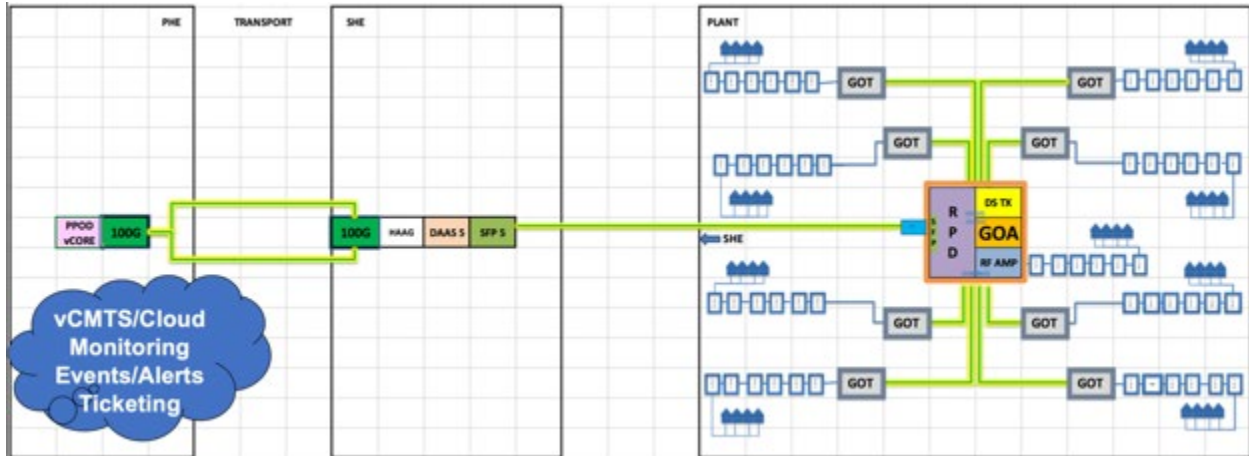 PHE
TRANSPORT
SHE
PLANT
GOT
GOT
GOT
GOT
PPOD
vCORE
100G
100G
HAAG
DAAS S
SFP S
SHE
R
P
D
DS TX
GOA
RF AMP
GOT
GOT
GOT
GOT
vCMTS/Cloud
Monitoring
Events/Alerts
Ticketing